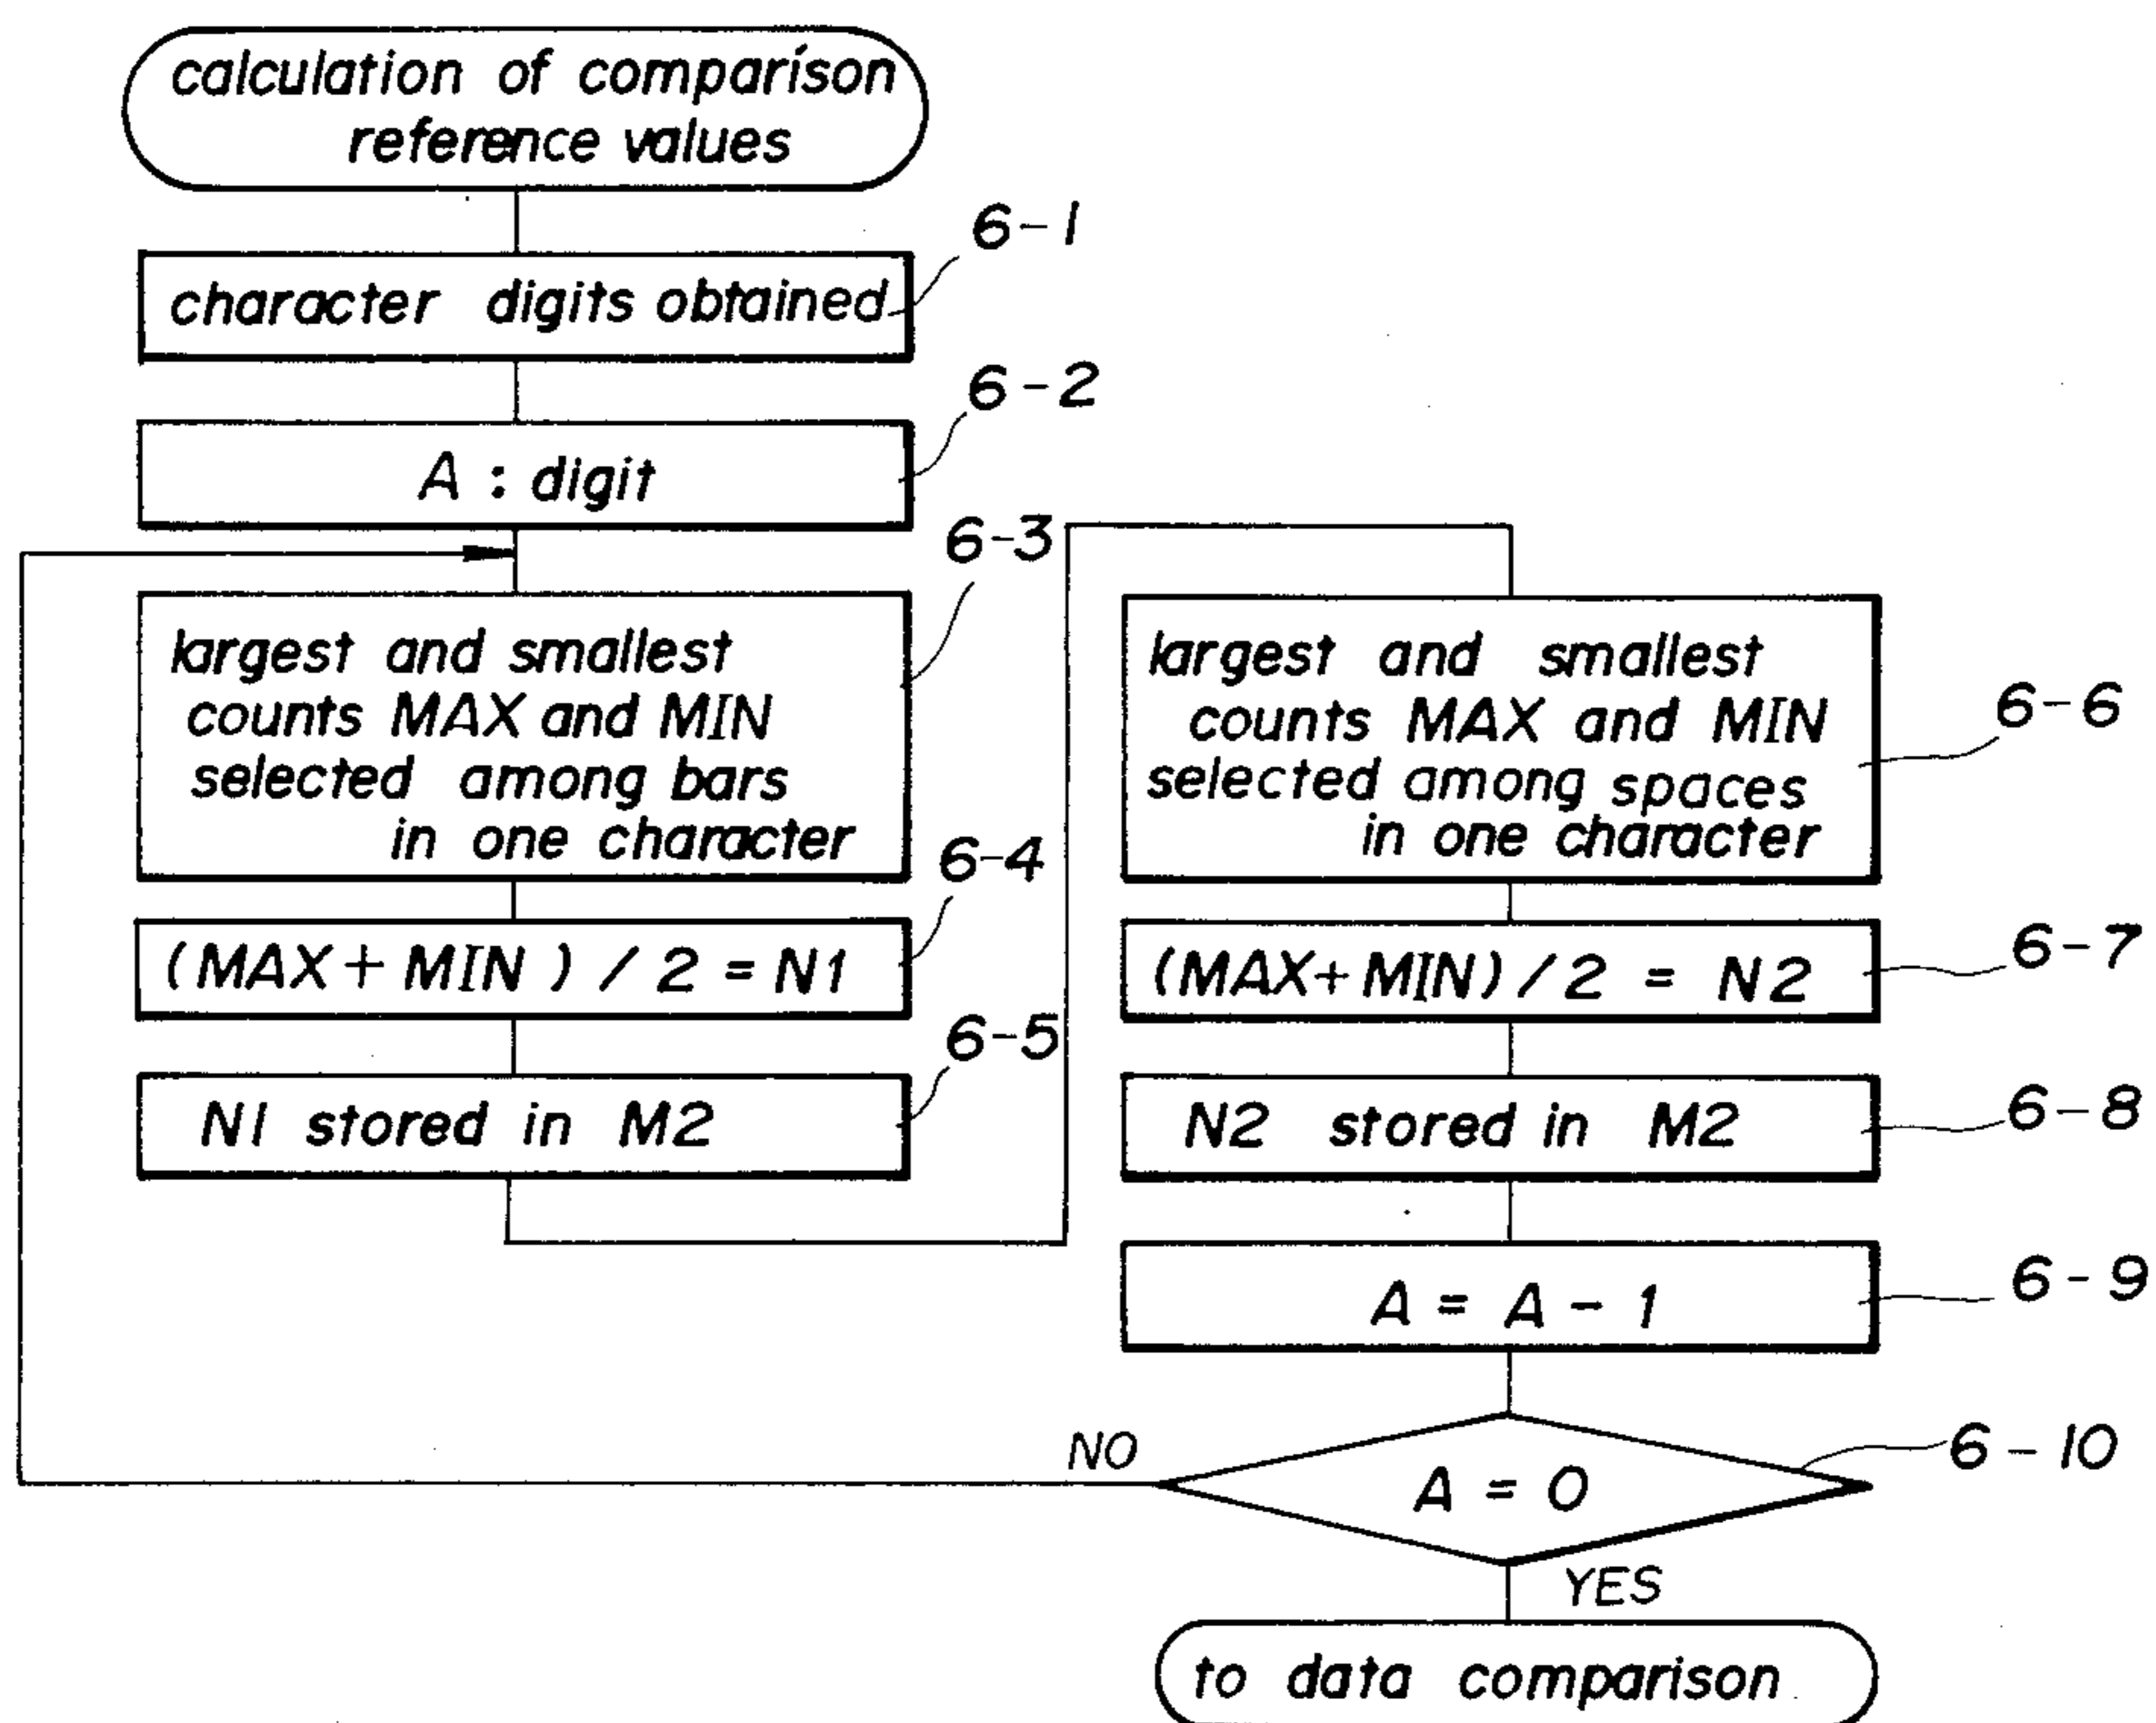 calculation of comparison
reference values
6-1
character digits obtained
6-2
A : digit
6-3
largest and smallest
counts MAX and MIN
selected among bars
in one character
6-4
(MAX + MIN ) / 2 = N1
6-5
N1 stored in M2
largest and smallest
counts MAX and MIN
selected among spaces
in one character
6-6
(MAX+MIN) / 2 = N2
6-7
N2 stored in M2
6-8
A = A - 1
6-9
A = 0
6-10
NO
YES
to data comparison